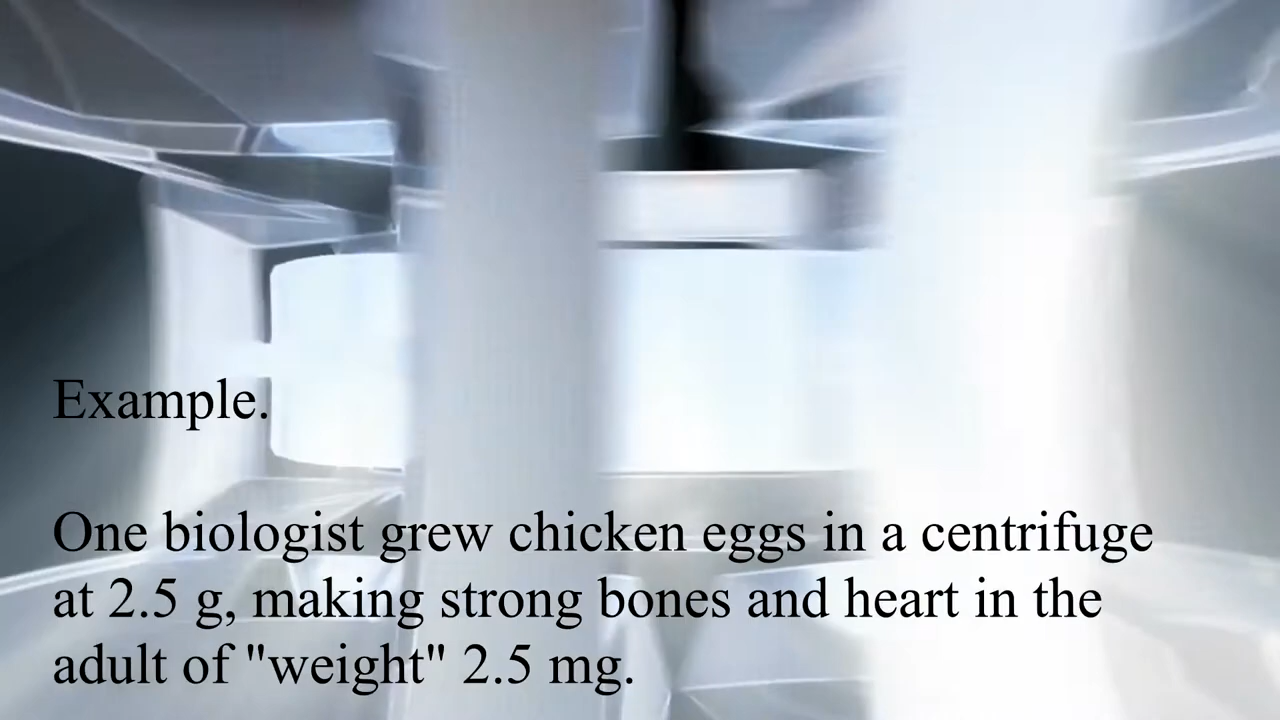 Example.
One biologist grew chicken eggs in a centrifuge
at 2.5 g, making strong bones and heart in the
adult of "weight" 2.5 mg.